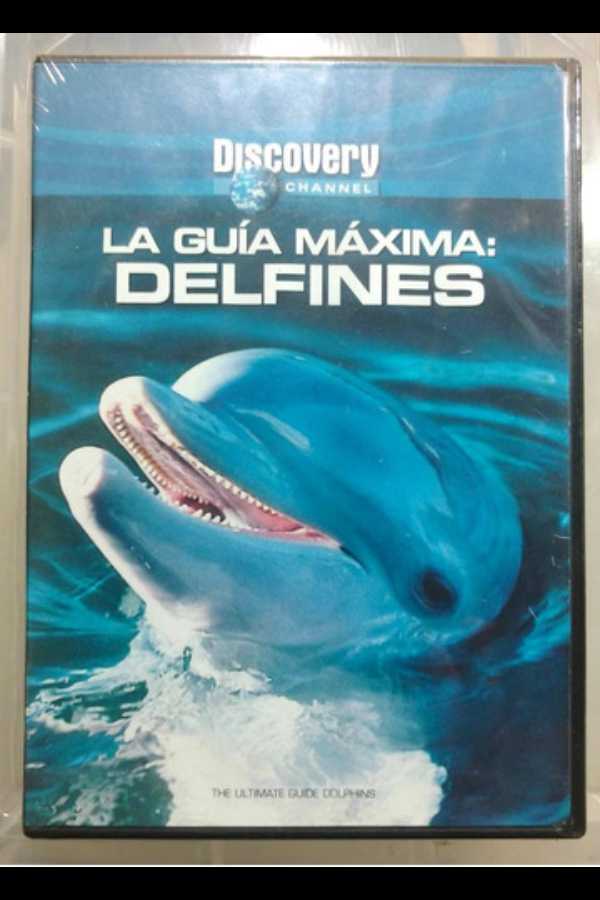 Discovery
CHANNEL
LA GUÍA MÁXIMA:
DELFINES
THE ULTIMATE GUIDE DOLPHINS